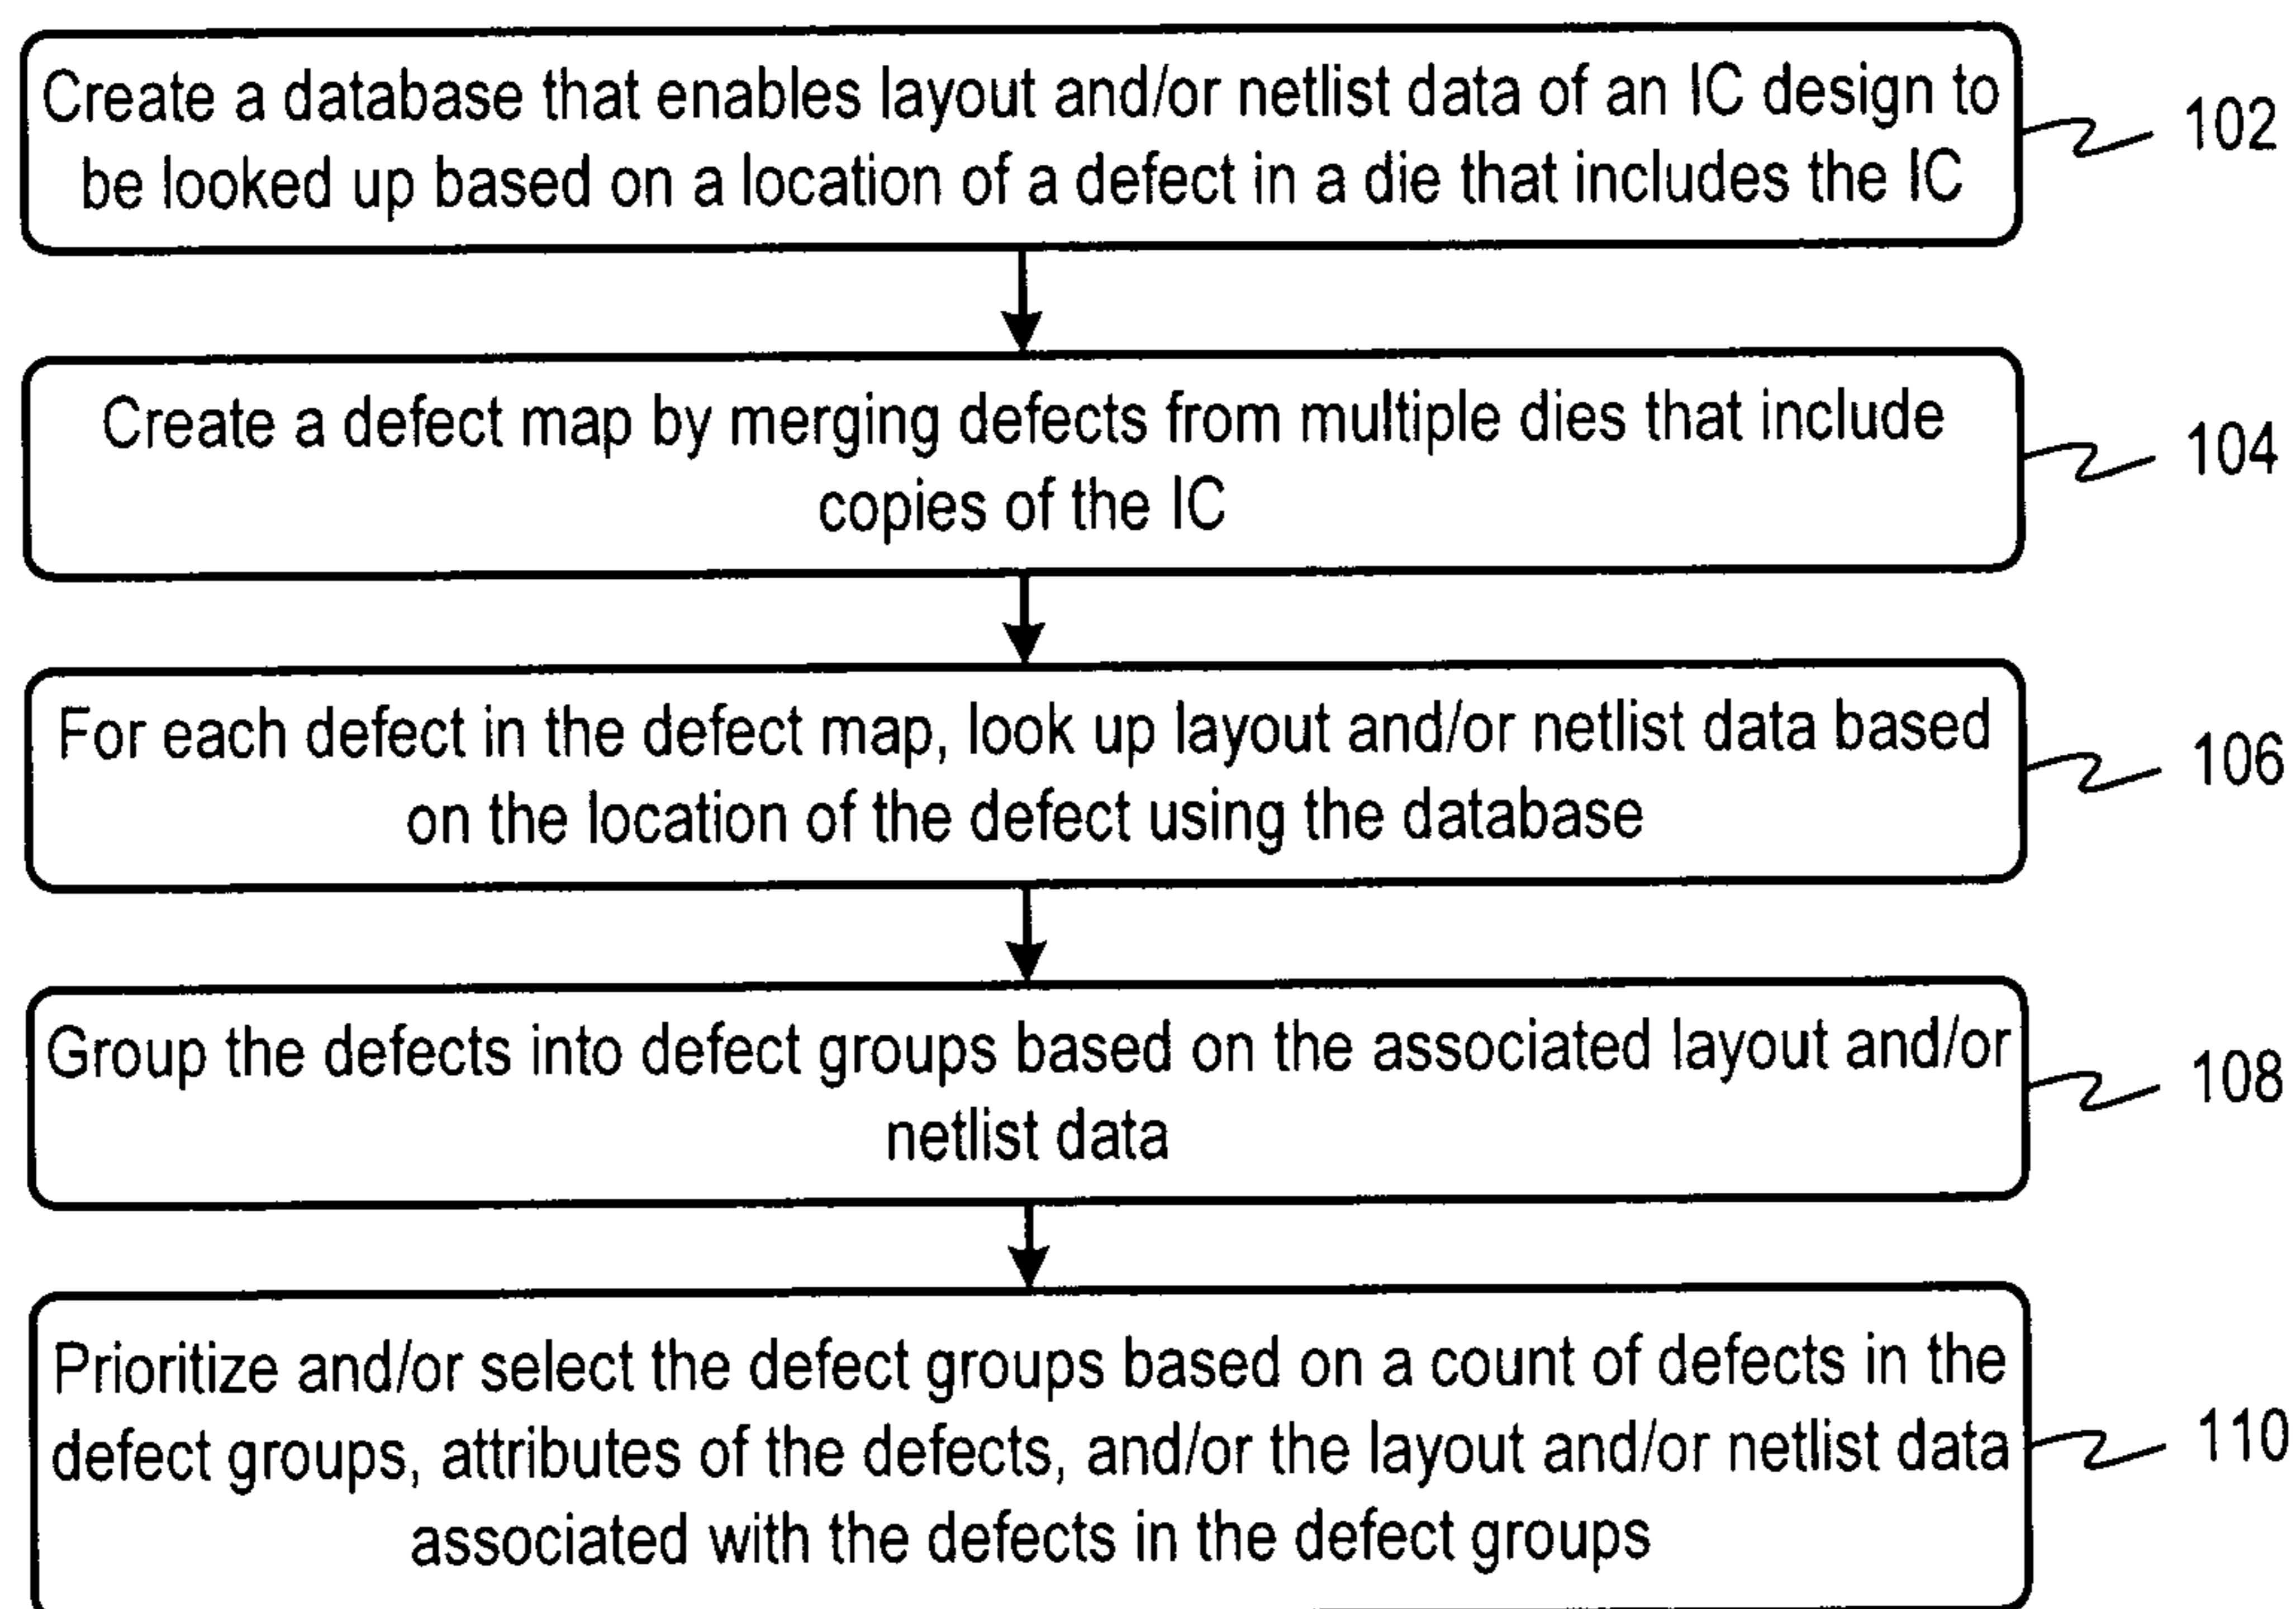 Create a database that enables layout and/or netlist data of an IC design to
be looked up based on a location of a defect in a die that includes the IC
102
Create a defect map by merging defects from multiple dies that include
copies of the IC
104
For each defect in the defect map, look up layout and/or netlist data based
on the location of the defect using the database
106
Group the defects into defect groups based on the associated layout and/or
netlist data
108
Prioritize and/or select the defect groups based on a count of defects in the
defect groups, attributes of the defects, and/or the layout and/or netlist data
associated with the defects in the defect groups
110